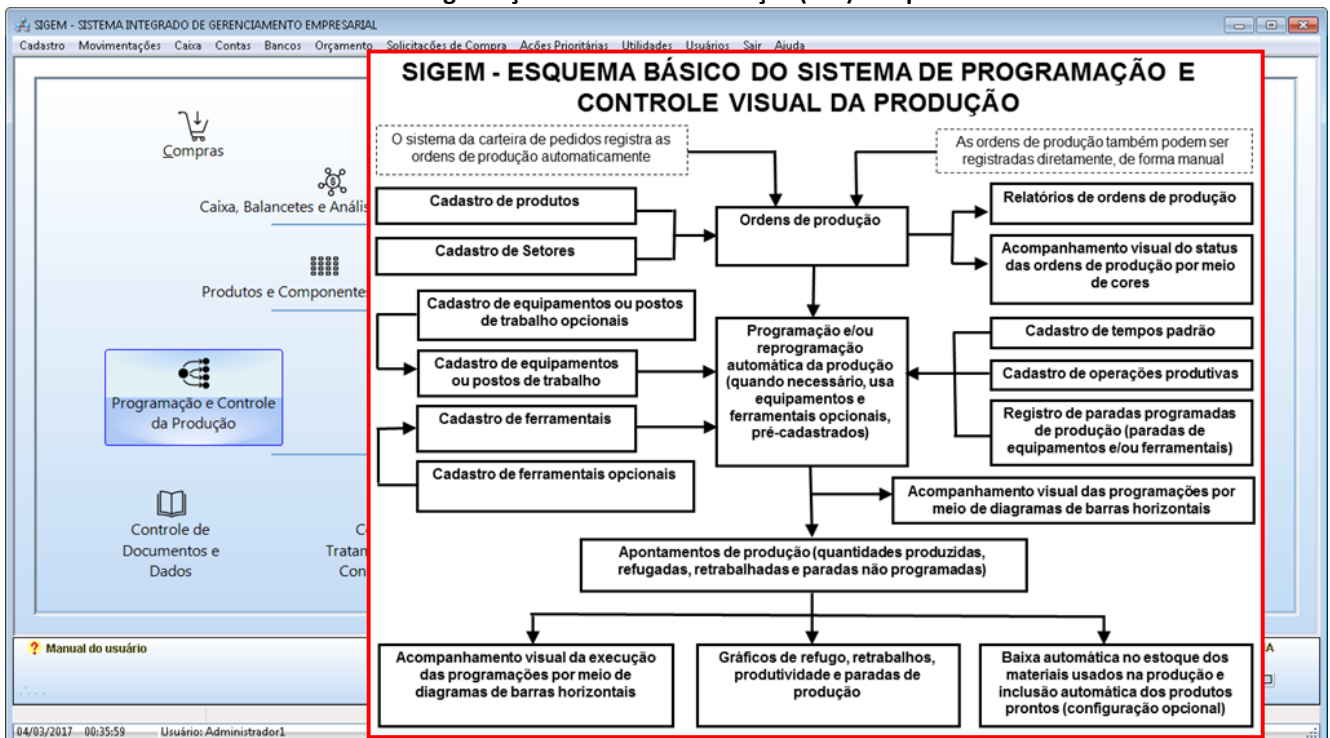 SIGEM - SISTEMA INTEGRADO DE GERENCIAMENTO EMPRESARIAL
Cadastro Movimentações Caixa Contas Bancos Orçamento Solicitações de Compra Ações Prioritárias Utilidades Usuários Sair Ajuda
Compras
Caixa, Balancetes e Anális
Produtos e Componentes
Programação e Controle
da Produção
Controle de
Documentos e
Dados
Tratam
Con
SIGEM - ESQUEMA BÁSICO DO SISTEMA DE PROGRAMAÇÃO E
CONTROLE VISUAL DA PRODUÇÃO
O sistema da carteira de pedidos registra as
ordens de produção automaticamente
As ordens de produção também podem ser
registradas diretamente, de forma manual
Cadastro de produtos
Cadastro de Setores
Ordens de produção
Relatórios de ordens de produção
Acompanhamento visual do status
das ordens de produção por meio
de cores
Cadastro de equipamentos ou postos
de trabalho opcionais
Cadastro de equipamentos
ou postos de trabalho
Cadastro de ferramentais
Cadastro de ferramentais opcionais
Programação e/ou
reprogramação
automática da produção
(quando necessário, usa
equipamentos e
ferramentais opcionais,
pré-cadastrados)
Cadastro de tempos padrão
Cadastro de operações produtivas
Registro de paradas programadas
de produção (paradas de
equipamentos e/ou ferramentais)
Acompanhamento visual das programações por
meio de diagramas de barras horizontais
Apontamentos de produção (quantidades produzidas,
refugadas, retrabalhadas e paradas não programadas)
Acompanhamento visual da execução
das programações por meio de
diagramas de barras horizontais
Gráficos de refugo, retrabalhos,
produtividade e paradas de
produção
Baixa automática no estoque dos
materiais usados na produção e
inclusão automática dos produtos
prontos (configuração opcional)
? Manual do usuário
A
04/03/2017 00:35:59 Usuário: Administrador1